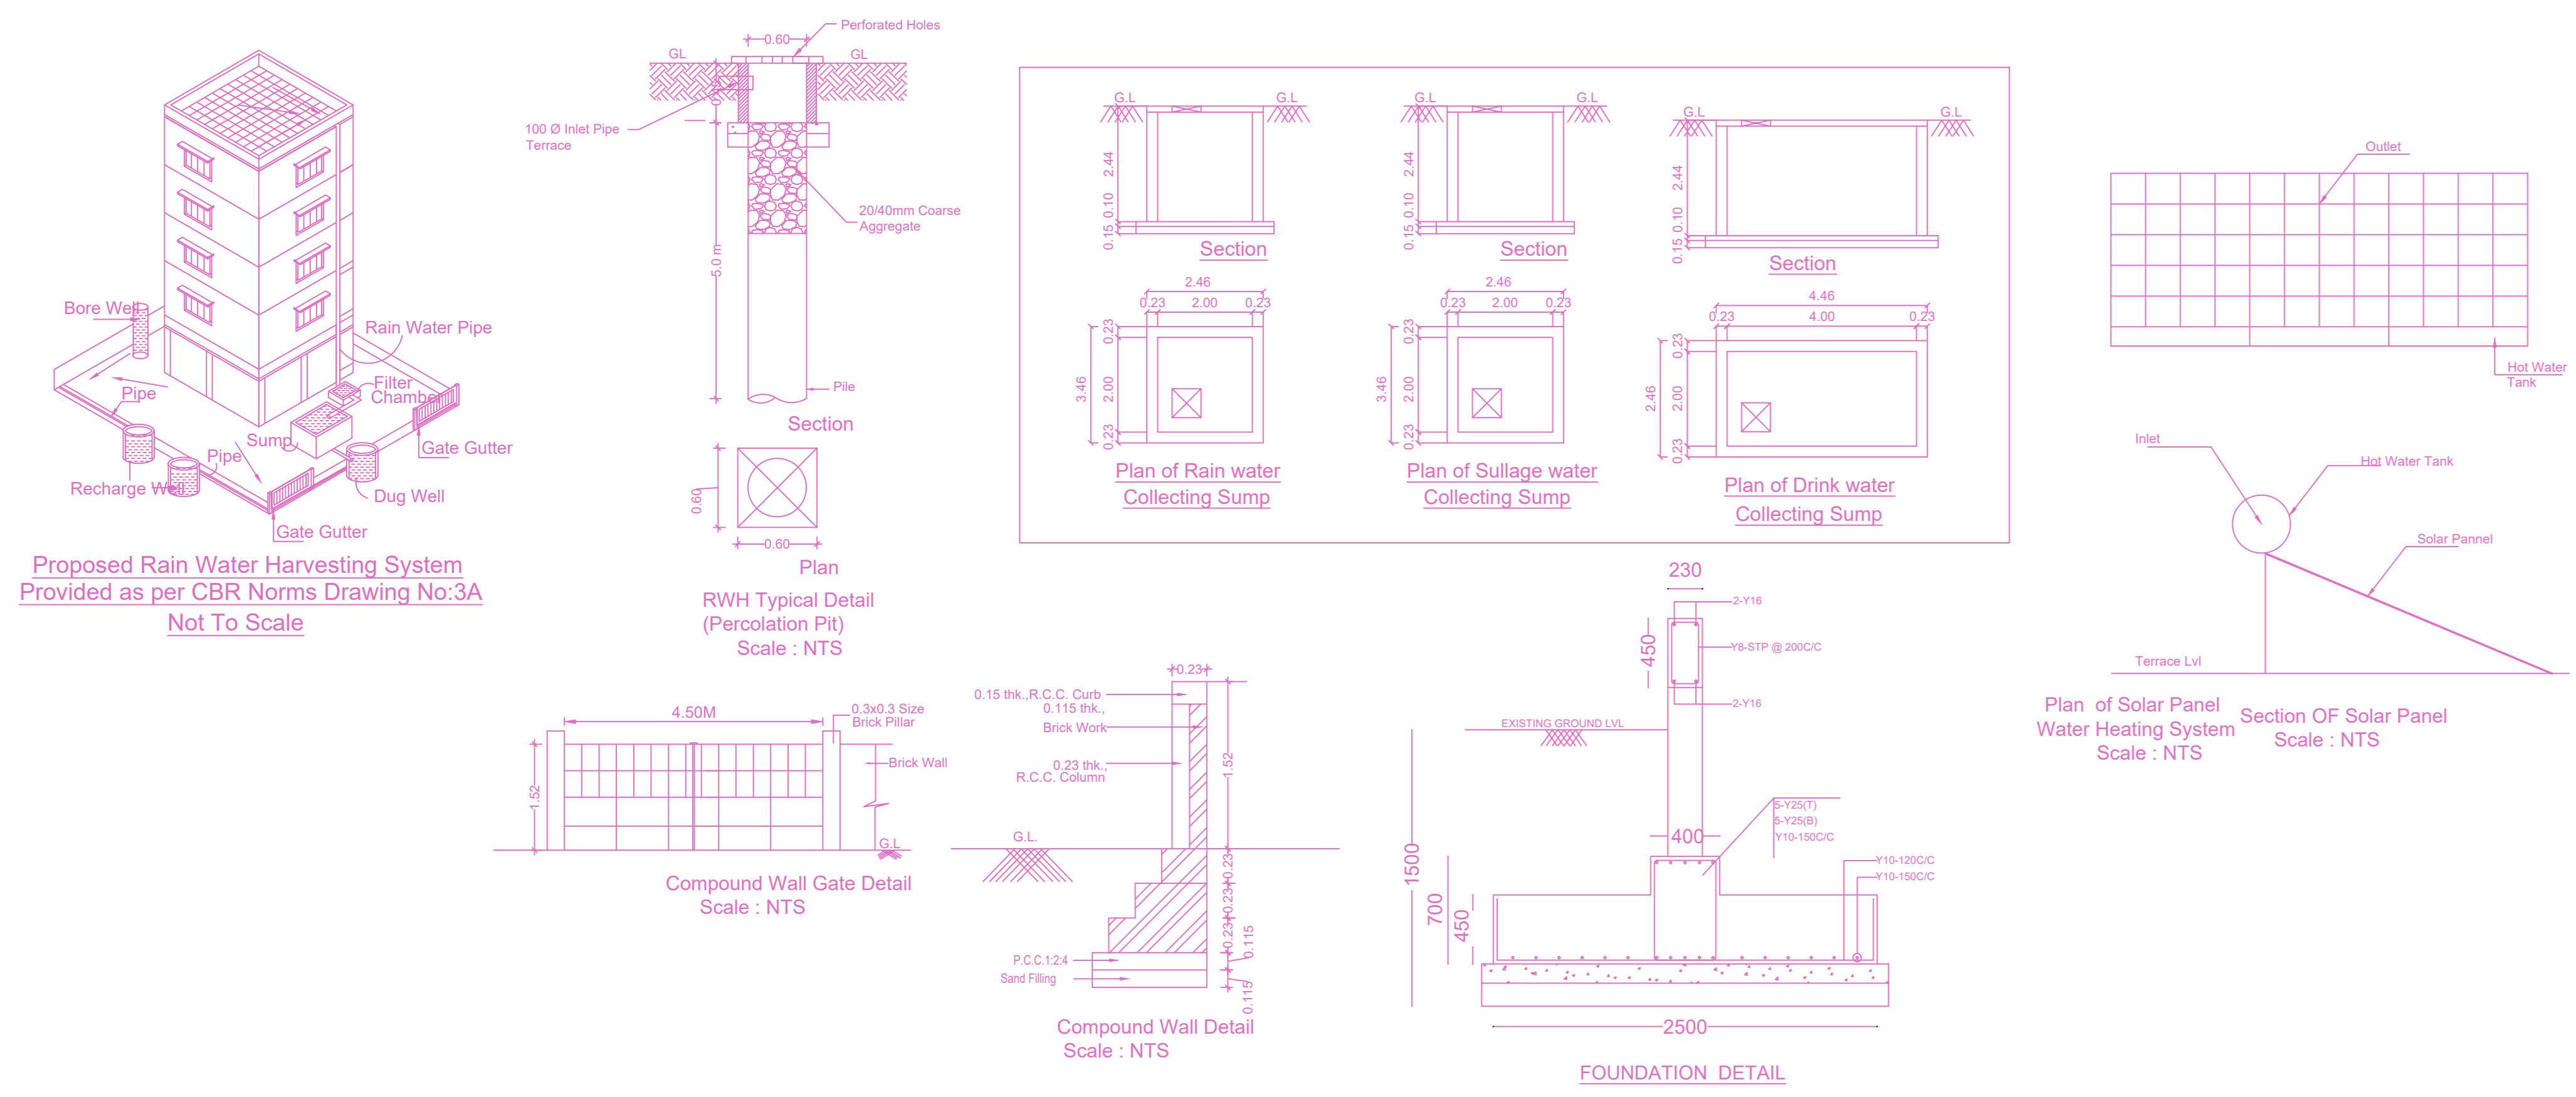 Bore Well
Rain Water Pipe
Filter
Chamber
Pipe
Sump
Gate Gutter
Pipe
Recharge Well
Dug Well
Gate Gutter
Proposed Rain Water Harvesting System
Provided as per CBR Norms Drawing No:3A
Not To Scale
Perforated Holes
0.60
GL
GL
100 Ø Inlet Pipe
Terrace
20/40mm Coarse
Aggregate
5.0 m
Pile
Section
0.60
0.60
Plan
RWH Typical Detail
(Percolation Pit)
Scale : NTS
G.L
G.L
2.44
0.10
0.15
Section
2.46
0.23
2.00
0.23
0.23
3.46
2.00
0.23
Plan of Rain water
Collecting Sump
G.L
G.L
2.44
0.10
0.15
Section
2.46
0.23
2.00
0.23
0.23
3.46
2.00
0.23
Plan of Sullage water
Collecting Sump
G.L
G.L
2.44
0.10
0.15
Section
4.46
0.23
4.00
0.23
0.23
2.46
2.00
0.23
Plan of Drink water
Collecting Sump
Outlet
Hot Water
Tank
Inlet
Hot Water Tank
Solar Pannel
Terrace Lvl
Plan of Solar Panel
Water Heating System
Scale : NTS
Section OF Solar Panel
Scale : NTS
4.50M
0.3x0.3 Size
Brick Pillar
Brick Wall
1.52
G.L
Compound Wall Gate Detail
Scale : NTS
0.23
0.15 thk.,R.C.C. Curb
0.115 thk.,
Brick Work
0.23 thk.,
R.C.C. Column
1.52
G.L.
0.23
0.23
0.23
0.115
0.115
P.C.C.1:2:4
Sand Filling
Compound Wall Detail
Scale : NTS
230
2-Y16
450
Y8-STP @ 200C/C
2-Y16
EXISTING GROUND LVL
5-Y25(T)
5-Y25(B)
Y10-150C/C
400
Y10-120C/C
Y10-150C/C
1500
700
450
2500
FOUNDATION DETAIL